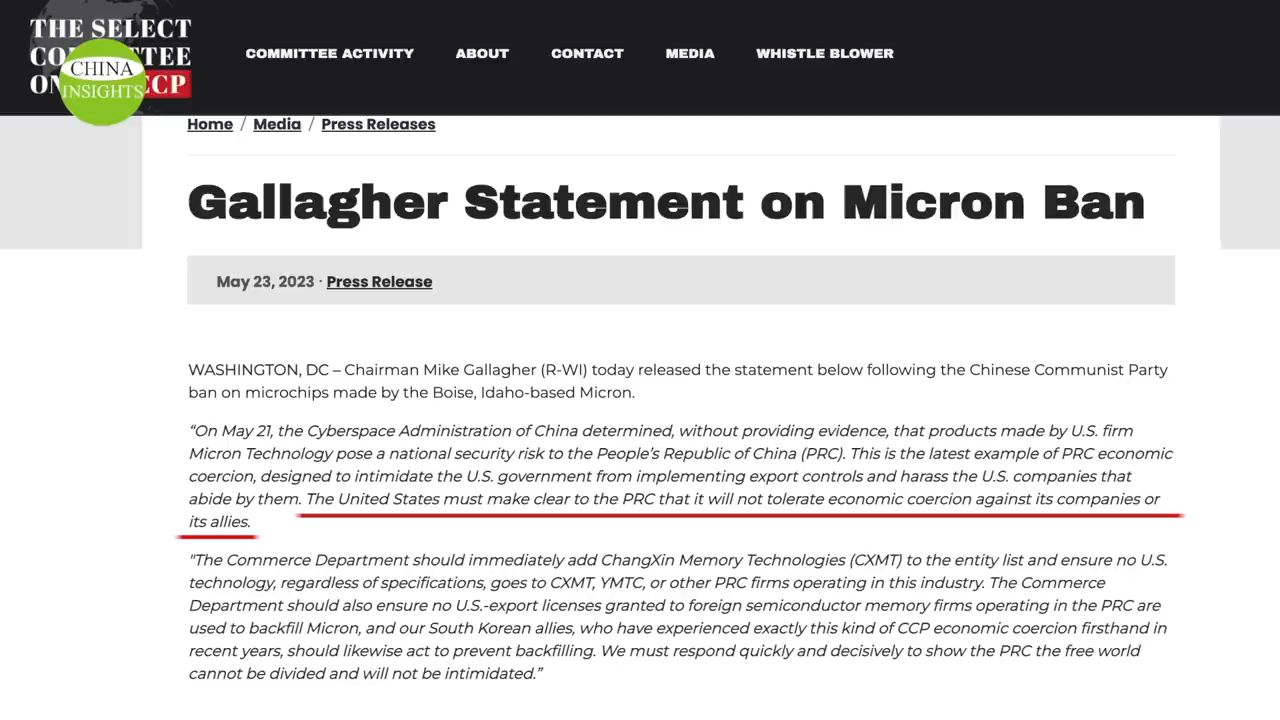 THE SELECT
CO TEE
ON CCP
CHINA
INSIGHTS
COMMITTEE ACTIVITY ABOUT CONTACT MEDIA WHISTLE BLOWER
Home / Media / Press Releases
Gallagher Statement on Micron Ban
May 23, 2023 · Press Release
WASHINGTON, DC – Chairman Mike Gallagher (R-WI) today released the statement below following the Chinese Communist Party
ban on microchips made by the Boise, Idaho-based Micron.
“On May 21, the Cyberspace Administration of China determined, without providing evidence, that products made by U.S. firm
Micron Technology pose a national security risk to the People’s Republic of China (PRC). This is the latest example of PRC economic
coercion, designed to intimidate the U.S. government from implementing export controls and harass the U.S. companies that
abide by them. The United States must make clear to the PRC that it will not tolerate economic coercion against its companies or
its allies.
"The Commerce Department should immediately add ChangXin Memory Technologies (CXMT) to the entity list and ensure no U.S.
technology, regardless of specifications, goes to CXMT, YMTC, or other PRC firms operating in this industry. The Commerce
Department should also ensure no U.S.-export licenses granted to foreign semiconductor memory firms operating in the PRC are
used to backfill Micron, and our South Korean allies, who have experienced exactly this kind of CCP economic coercion firsthand in
recent years, should likewise act to prevent backfilling. We must respond quickly and decisively to show the PRC the free world
cannot be divided and will not be intimidated.”